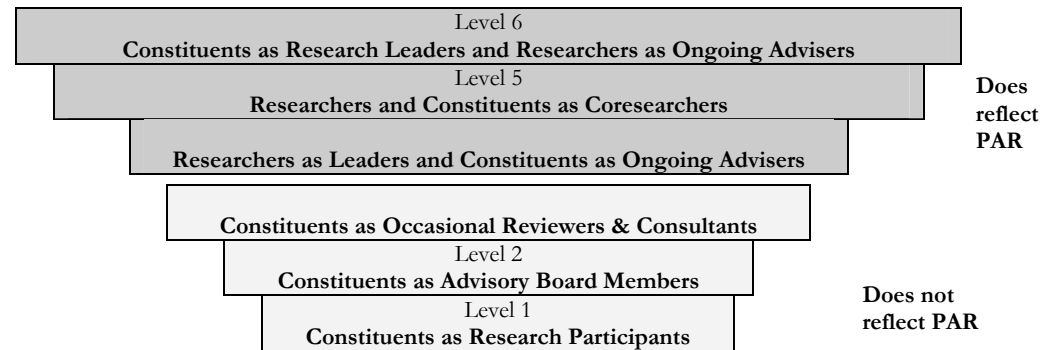 Level 6
Constituents as Research Leaders and Researchers as Ongoing Advisers
Level 5
Researchers and Constituents as Coresearchers
Does
reflect
PAR
Researchers as Leaders and Constituents as Ongoing Advisers
Constituents as Occasional Reviewers & Consultants
Level 2
Constituents as Advisory Board Members
Level 1
Constituents as Research Participants
Does not
reflect PAR